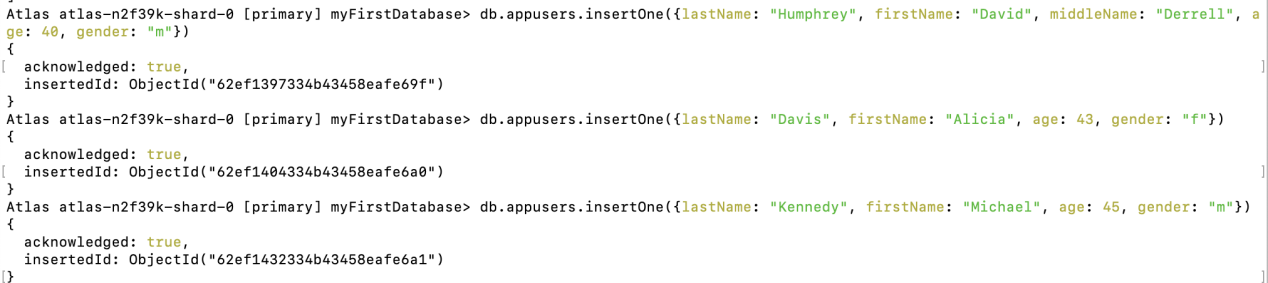 Atlas atlas-n2f39k-shard-0 [primary] myFirstDatabase> db.appusers.insertOne({lastName: "Humphrey", firstName: "David", middleName: "Derrell", a
ge: 40, gender: "m"})
{
[  acknowledged: true, ]
  insertedId: ObjectId("62ef1397334b43458eafe69f")
}
Atlas atlas-n2f39k-shard-0 [primary] myFirstDatabase> db.appusers.insertOne({lastName: "Davis", firstName: "Alicia", age: 43, gender: "f"})
{
  acknowledged: true,
[  insertedId: ObjectId("62ef1404334b43458eafe6a0") ]
}
Atlas atlas-n2f39k-shard-0 [primary] myFirstDatabase> db.appusers.insertOne({lastName: "Kennedy", firstName: "Michael", age: 45, gender: "m"})
{
  acknowledged: true,
  insertedId: ObjectId("62ef1432334b43458eafe6a1")
[} ]